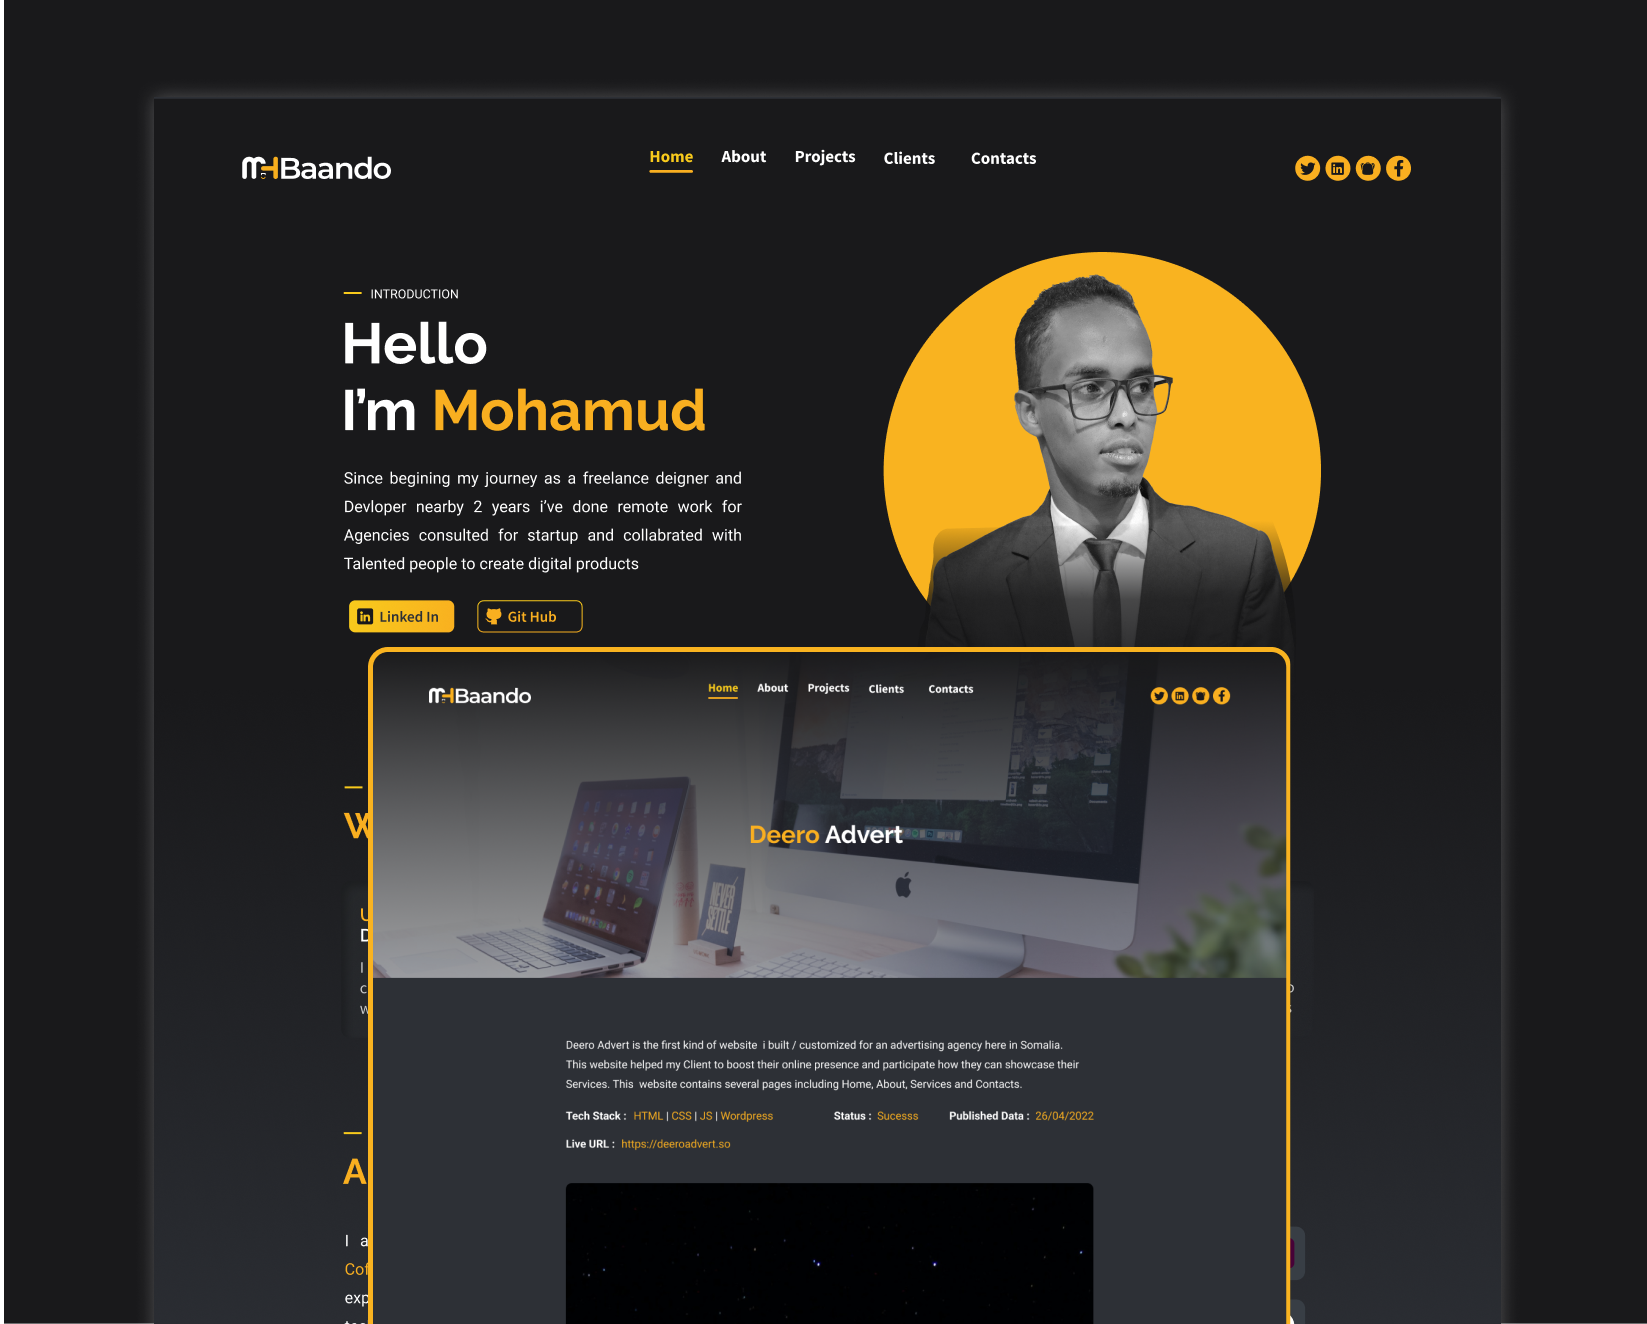 MHBaando
Home About Projects Clients Contacts
INTRODUCTION
Hello
I'm Mohamud
Since begining my journey as a freelance deigner and
Devloper nearby 2 years i've done remote work for
Agencies consulted for startup and collabrated with
Talented people to create digital products
Linked In Git Hub
MHBaando
Home About Projects Clients Contacts
W
Deero Advert
NEVER
SETTLE
U
D
I
c
w
Deero Advert is the first kind of website i built / customized for an advertising agency here in Somalia.
This website helped my Client to boost their online presence and participate how they can showcase their
Services. This website contains several pages including Home, About, Services and Contacts.
Tech Stack : HTML | CSS | JS | Wordpress Status : Sucesss Published Data : 26/04/2022
Live URL : https://deeroadvert.so
A
I a
Cof
exp